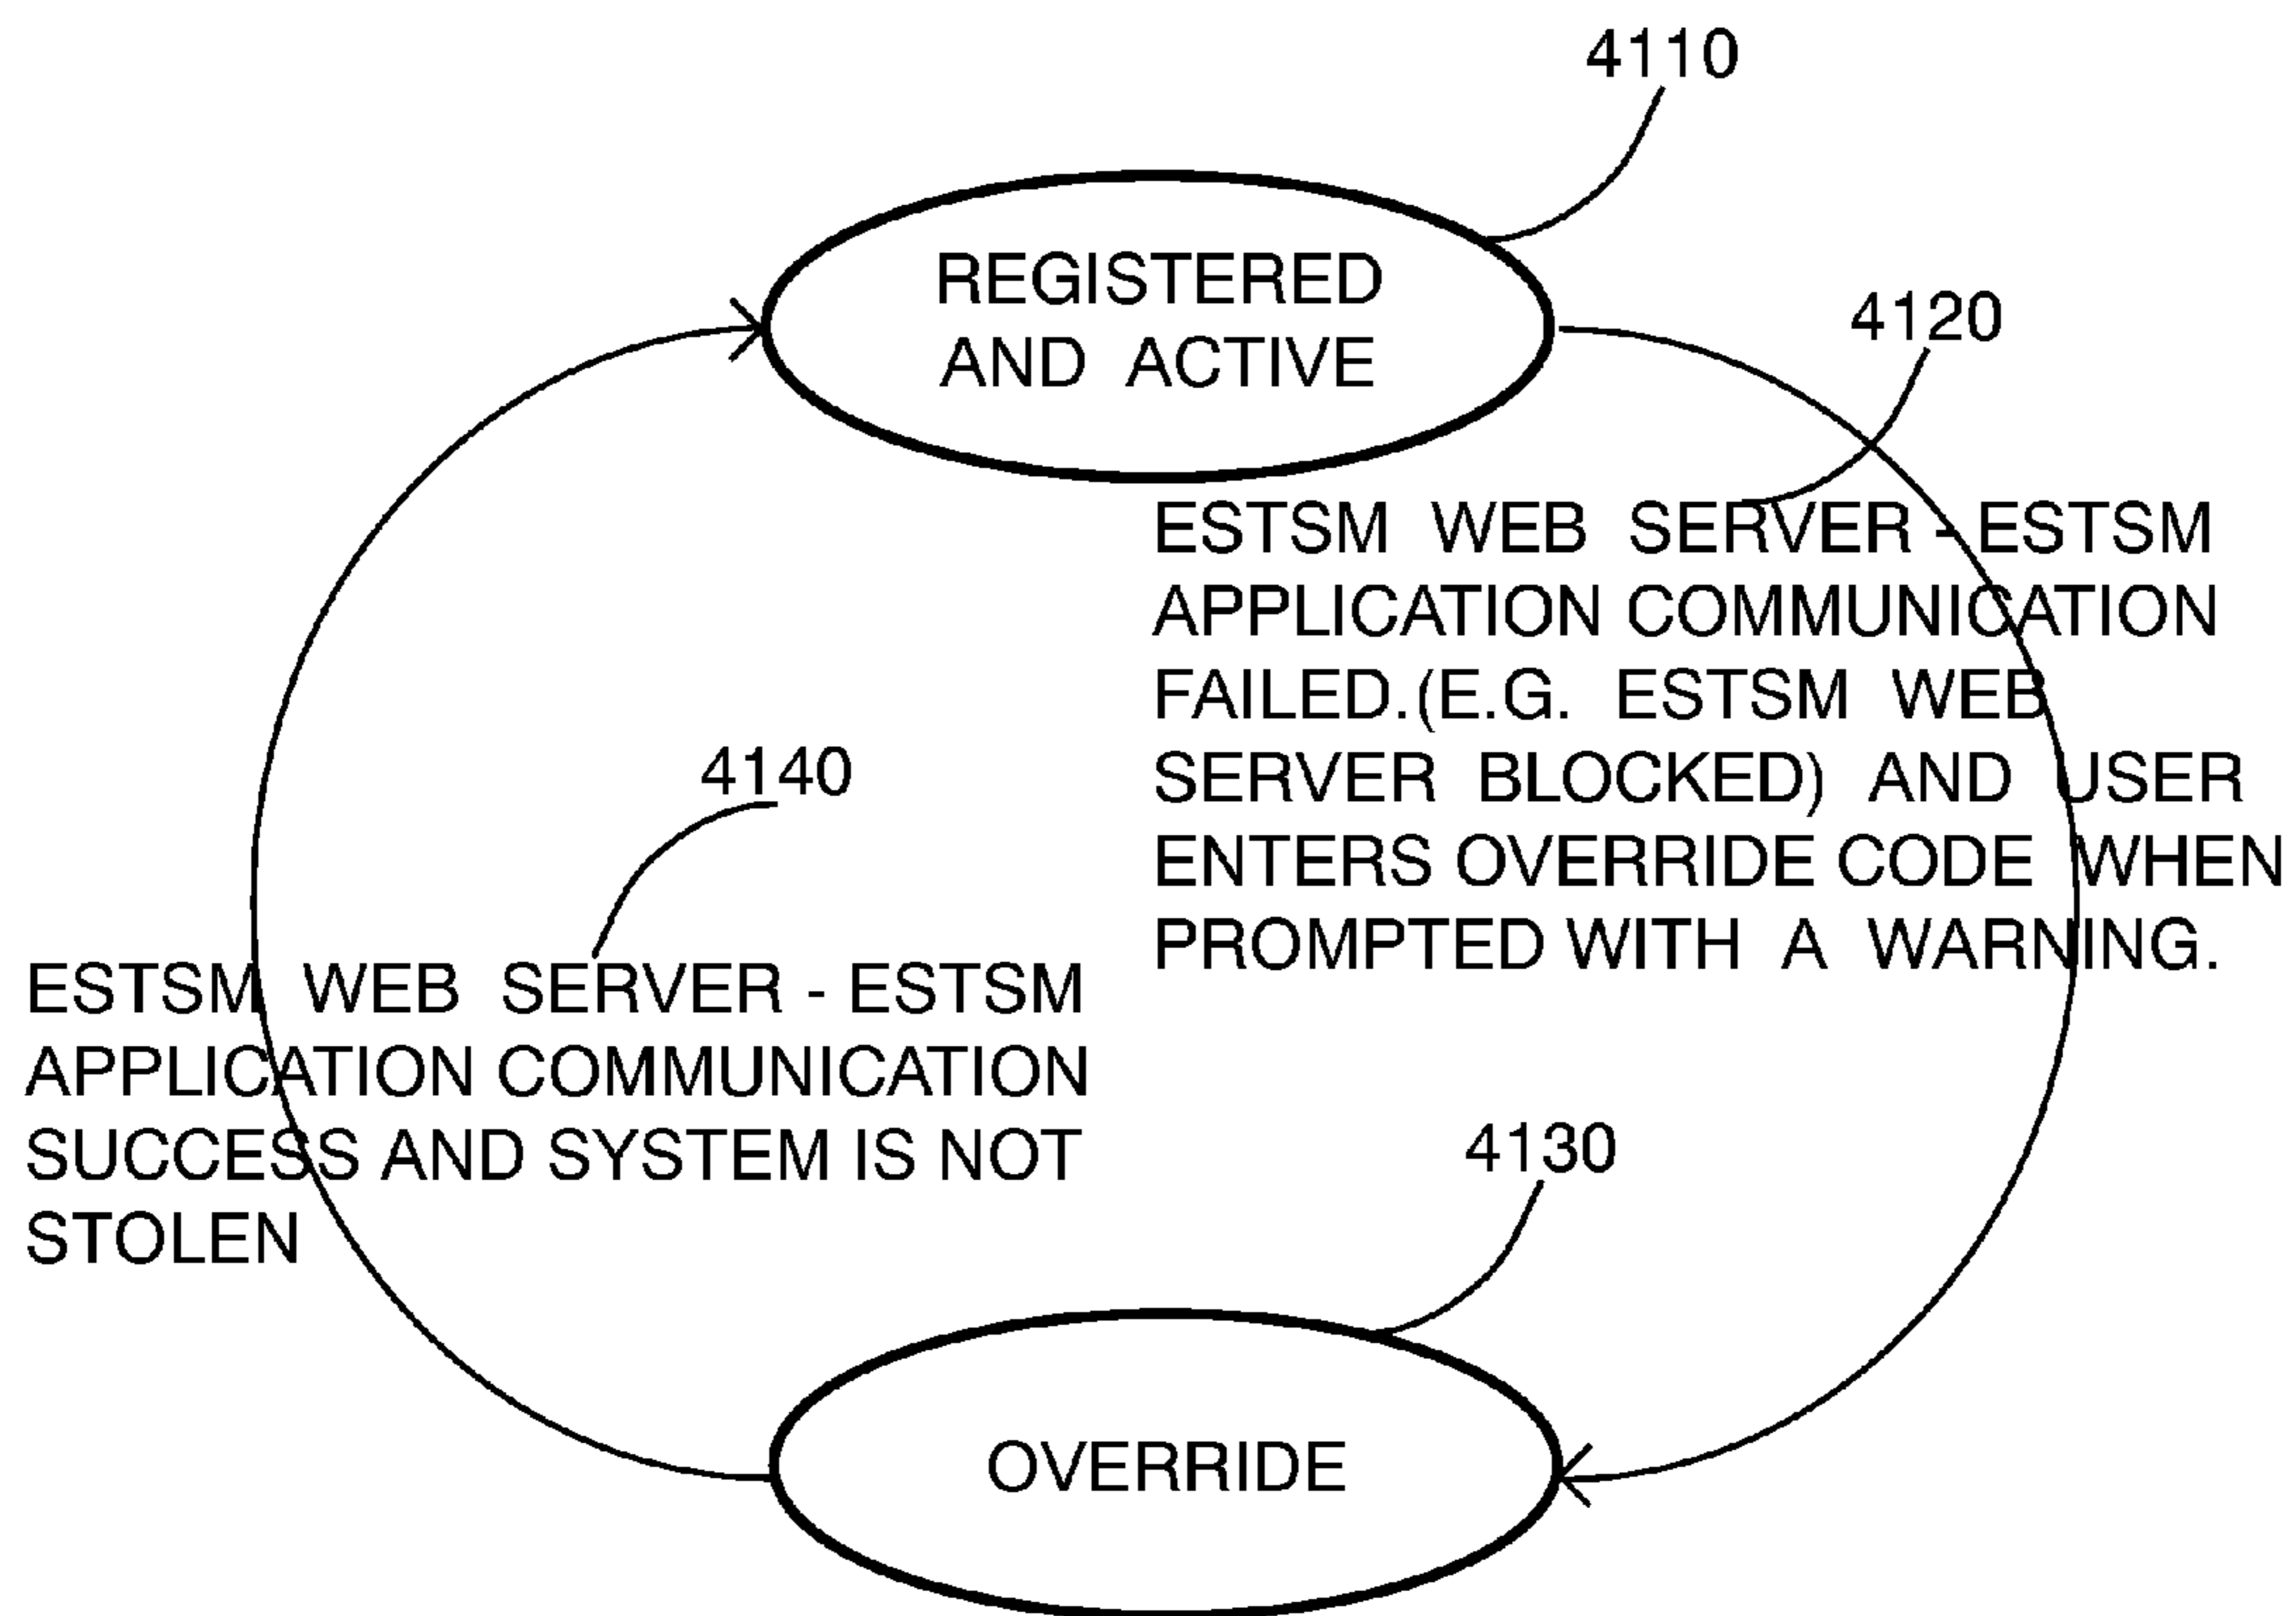 4110
REGISTERED
AND ACTIVE
4120
ESTSM WEB SERVER - ESTSM
APPLICATION COMMUNICATION
FAILED.(E.G. ESTSM WEB
SERVER BLOCKED) AND USER
ENTERS OVERRIDE CODE WHEN
PROMPTED WITH A WARNING.
4140
ESTSM WEB SERVER - ESTSM
APPLICATION COMMUNICATION
SUCCESS AND SYSTEM IS NOT
STOLEN
4130
OVERRIDE